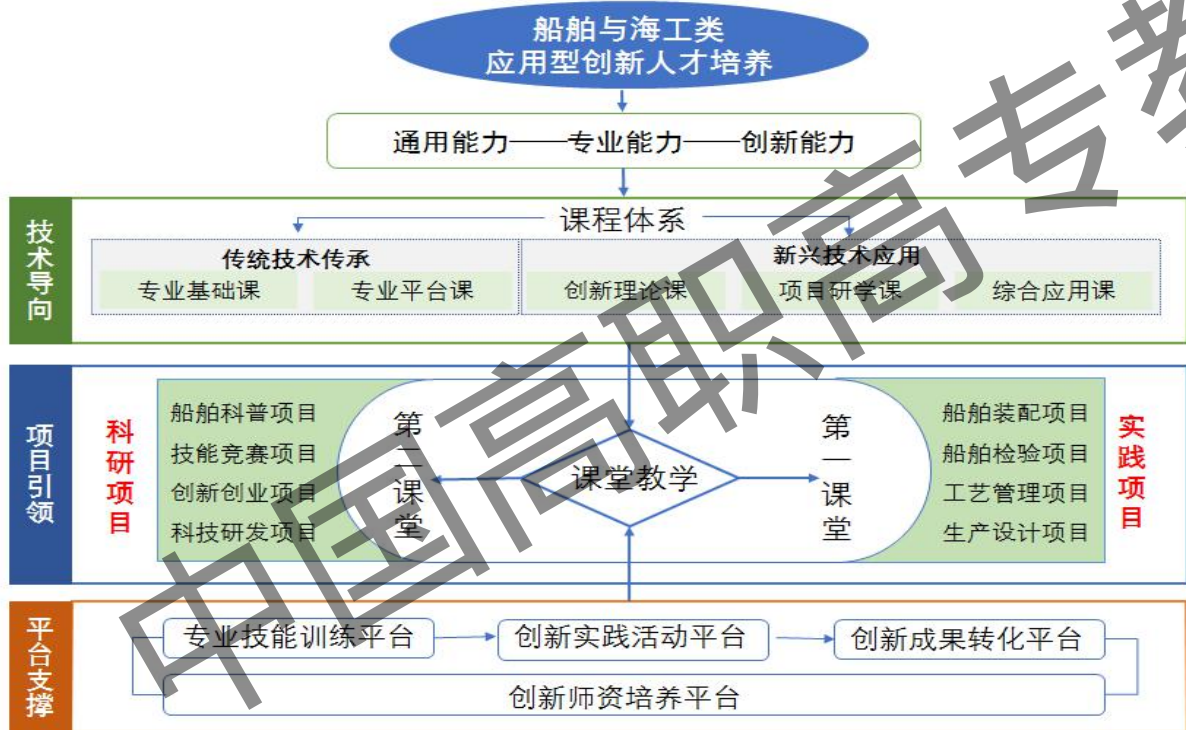 船舶与海工类
应用型创新人才培养
通用能力——专业能力——创新能力
技术导向
课程体系
传统技术传承
新兴技术应用
专业基础课
专业平台课
创新理论课
项目研学课
综合应用课
项目引领
科研项目
船舶科普项目
技能竞赛项目
创新创业项目
科技研发项目
第二课堂
课堂教学
第一课堂
船舶装配项目
船舶检验项目
工艺管理项目
生产设计项目
实践项目
平台支撑
专业技能训练平台
创新实践活动平台
创新成果转化平台
创新师资培养平台
中国高职高专教